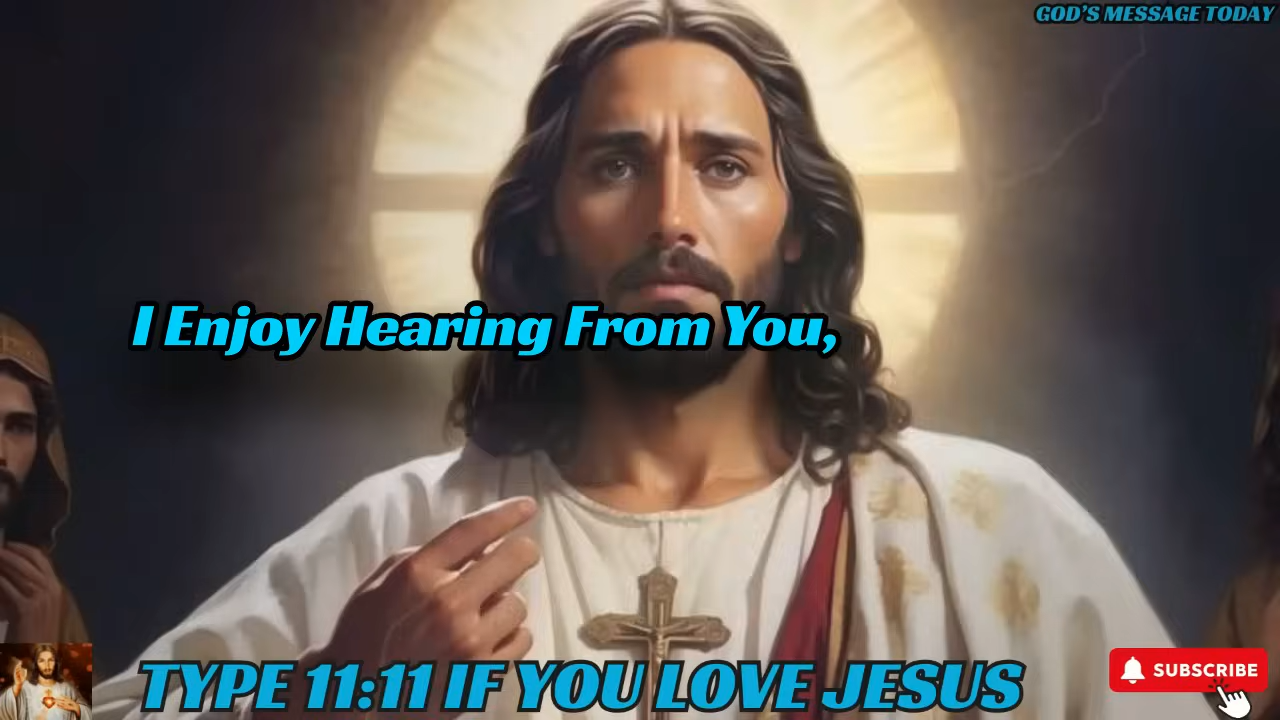 GOD'S MESSAGE TODAY
I Enjoy Hearing From You,
TYPE 11:11 IF YOU LOVE JESUS
SUBSCRIBE